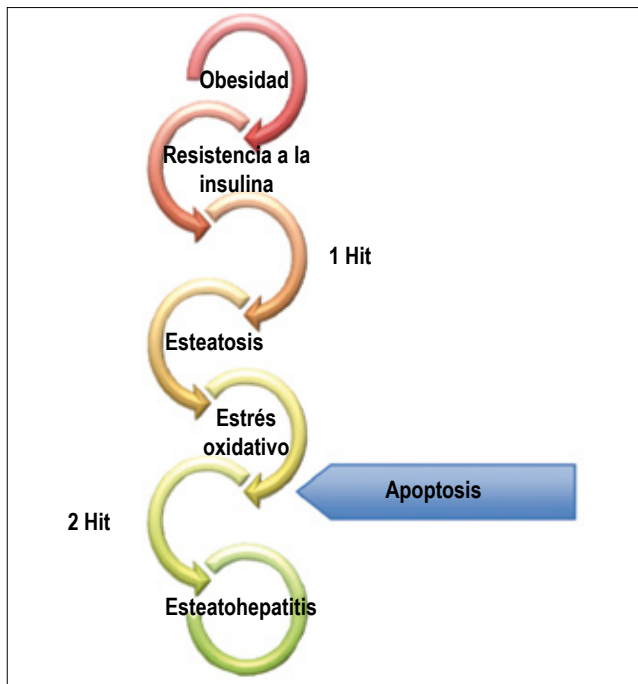 Obesidad
Resistencia a la
insulina
1 Hit
Esteatosis
Estrés
oxidativo
Apoptosis
2 Hit
Esteatohepatitis